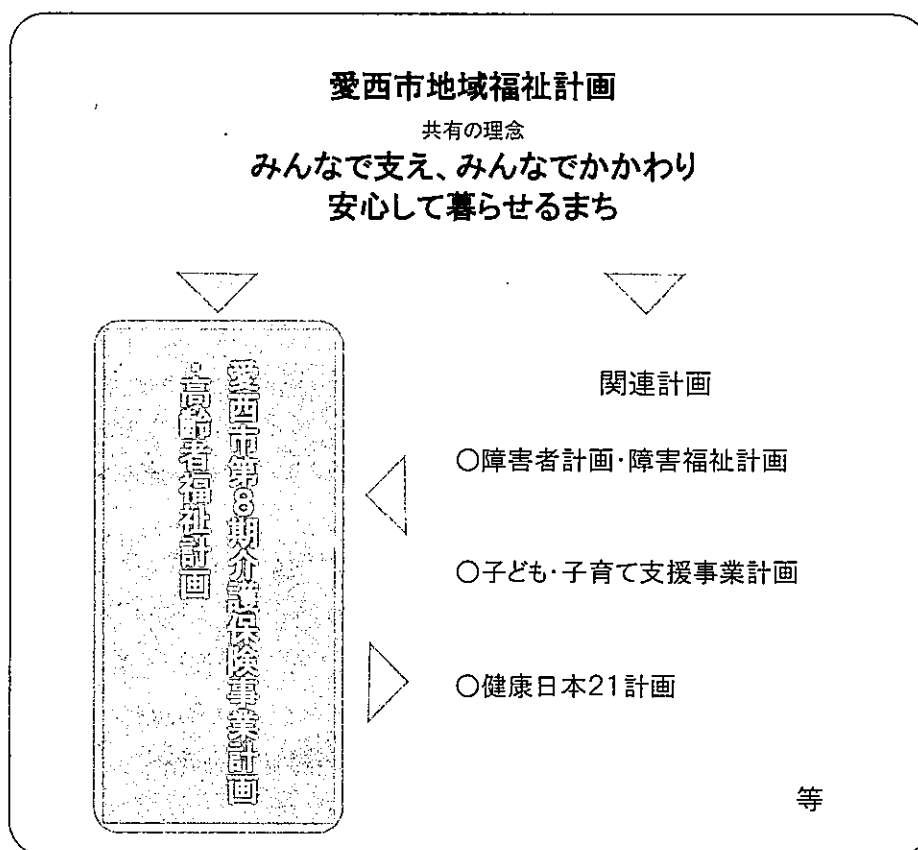 愛西市地域福祉計画
共有の理念
みんなで支え、みんなでかかわり
安心して暮らせるまち
愛西市第8期介護保険事業計画
・高齢者福祉計画
関連計画
○障害者計画・障害福祉計画
○子ども・子育て支援事業計画
○健康日本21計画
等